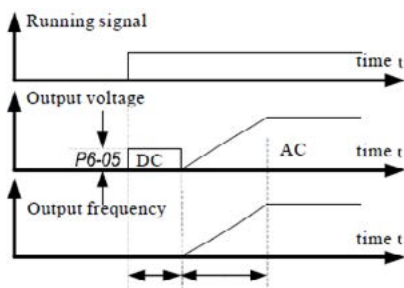 Running signal
time t
Output voltage
time t
P6-05
DC
AC
Output frequency
time t